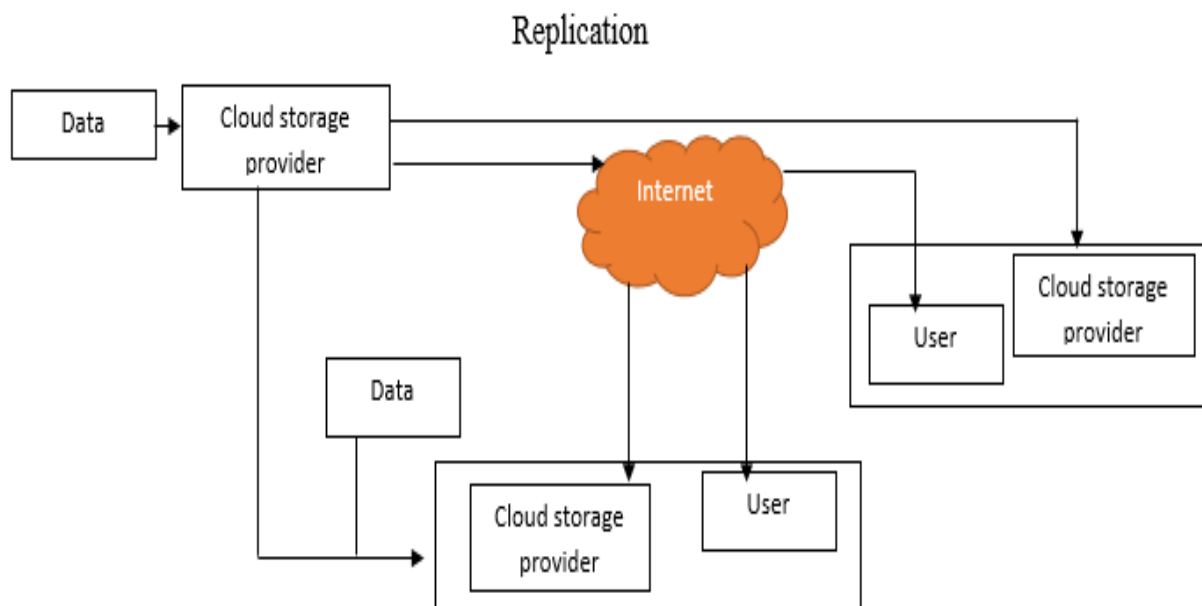 Replication
Data
Cloud storage
provider
Internet
Cloud storage
provider
User
Data
Cloud storage
provider
User